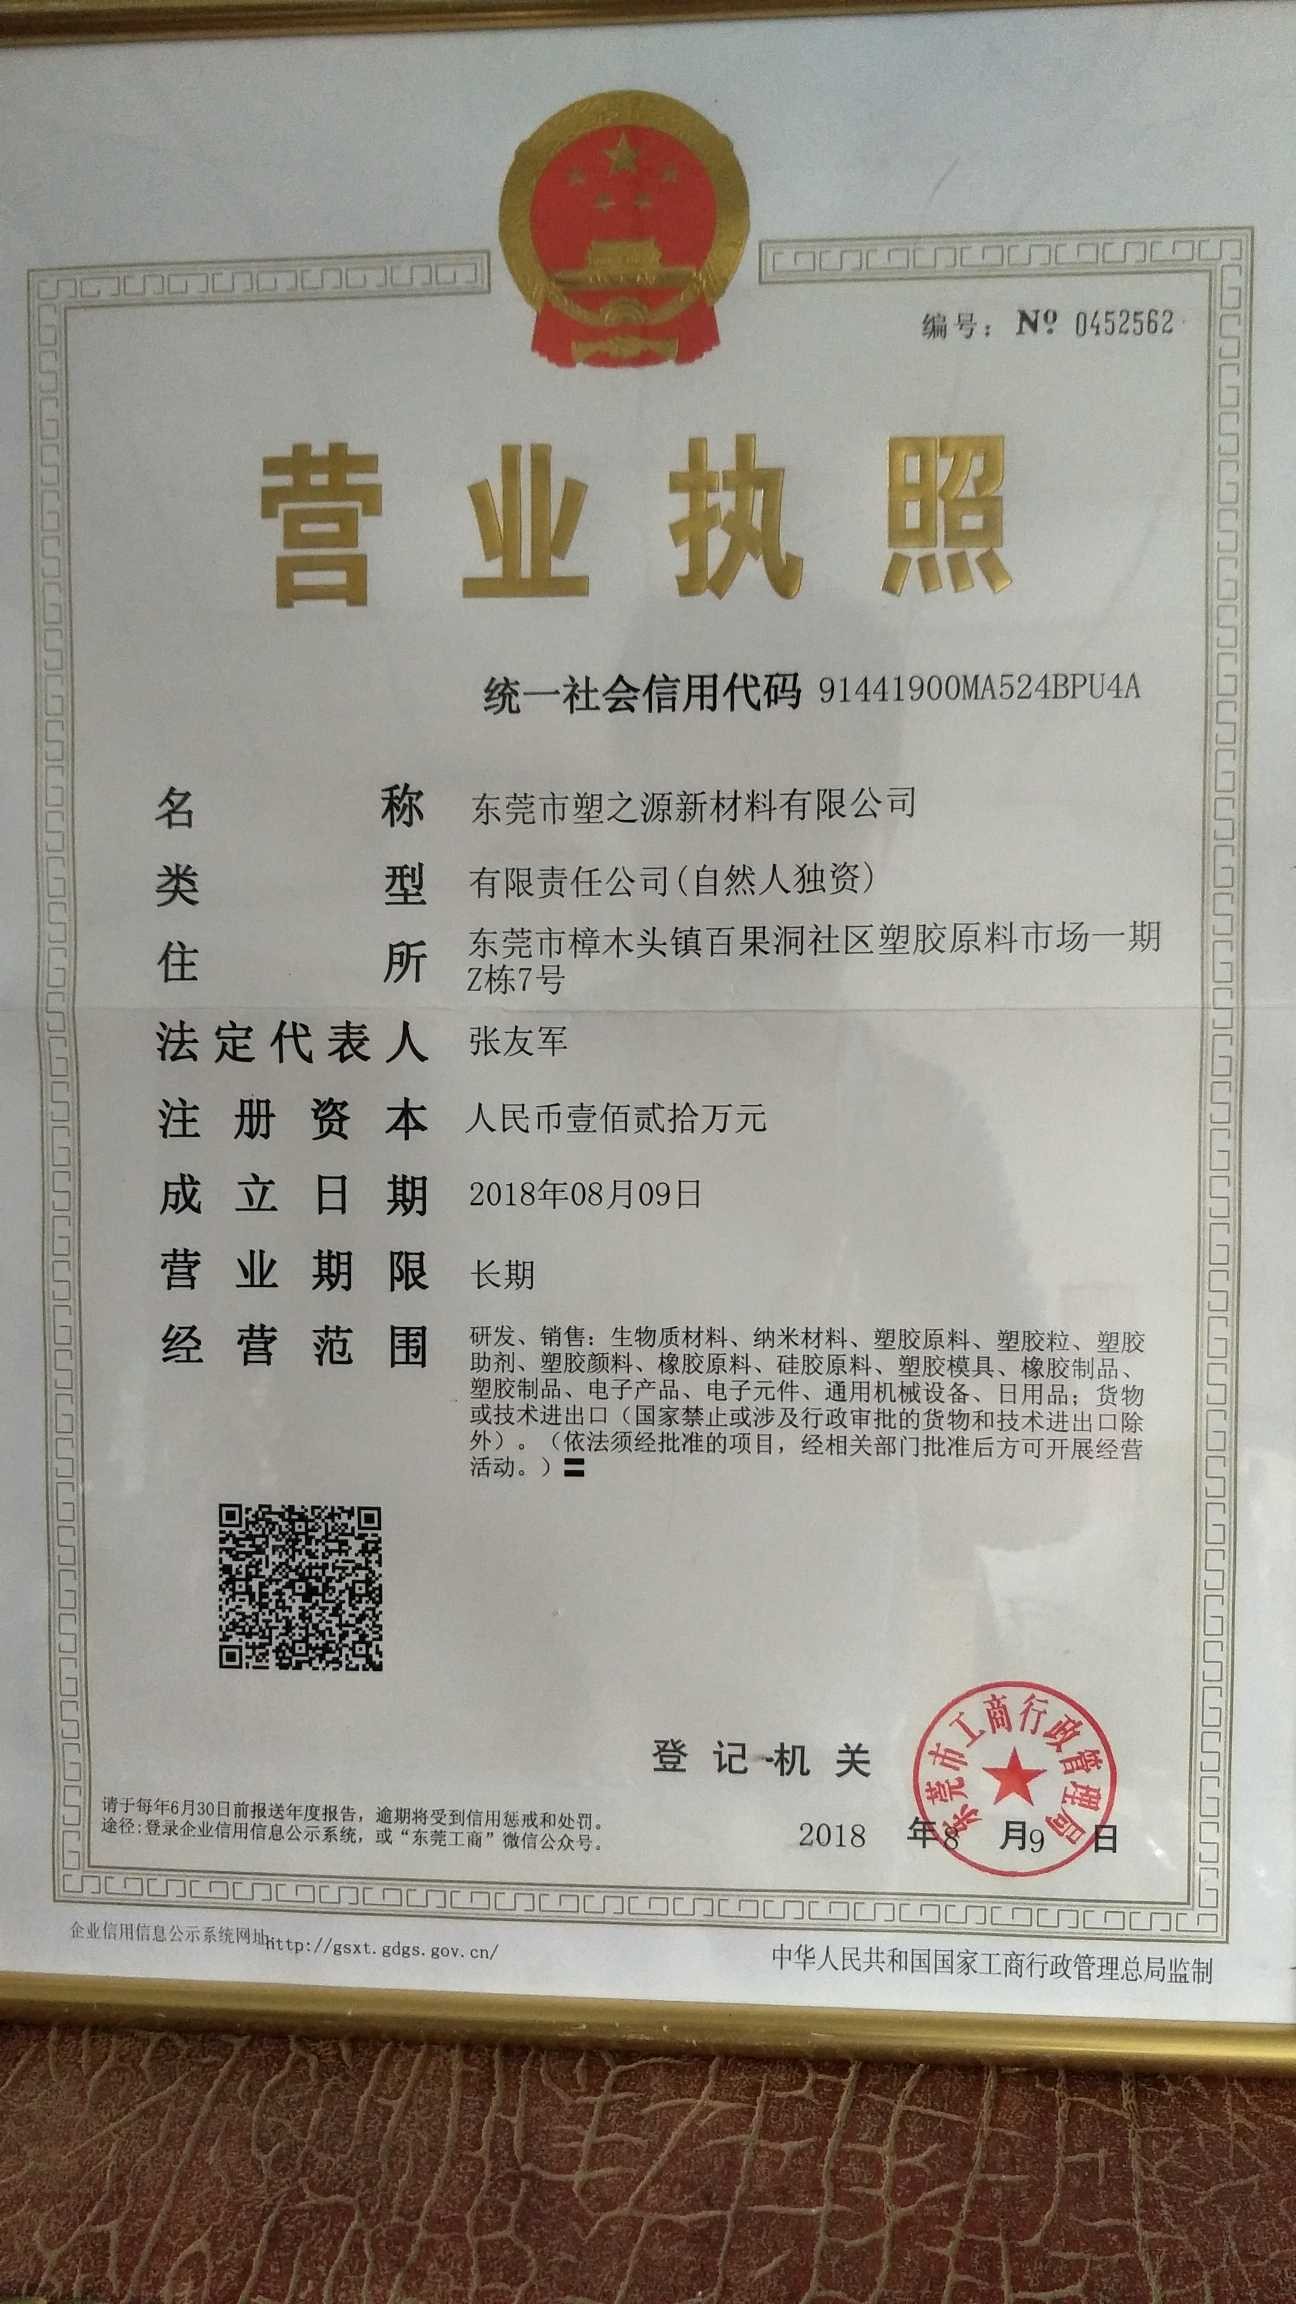 编号： No 0452562
营业执照
统一社会信用代码 91441900MA524BPU4A
名称 东莞市塑之源新材料有限公司
类型 有限责任公司(自然人独资)
住所 东莞市樟木头镇百果洞社区塑胶原料市场一期
Z栋7号
法定代表人 张友军
注册资本 人民币壹佰贰拾万元
成立日期 2018年08月09日
营业期限 长期
经营范围 研发、销售：生物质材料、纳米材料、塑胶原料、塑胶粒、塑胶
助剂、塑胶颜料、橡胶原料、硅胶原料、塑胶模具、橡胶制品、
塑胶制品、电子产品、电子元件、通用机械设备、日用品；货物
或技术进出口（国家禁止或涉及行政审批的货物和技术进出口除
外）。（依法须经批准的项目，经相关部门批准后方可开展经营
活动。）〓
登记机关
东莞市工商行政管理局
2018 年8 月9 日
请于每年6月30日前报送年度报告，逾期将受到信用惩戒和处罚。
途径:登录企业信用信息公示系统，或“东莞工商”微信公众号。
企业信用信息公示系统网址:http://gsxt.gdgs.gov.cn/
中华人民共和国国家工商行政管理总局监制